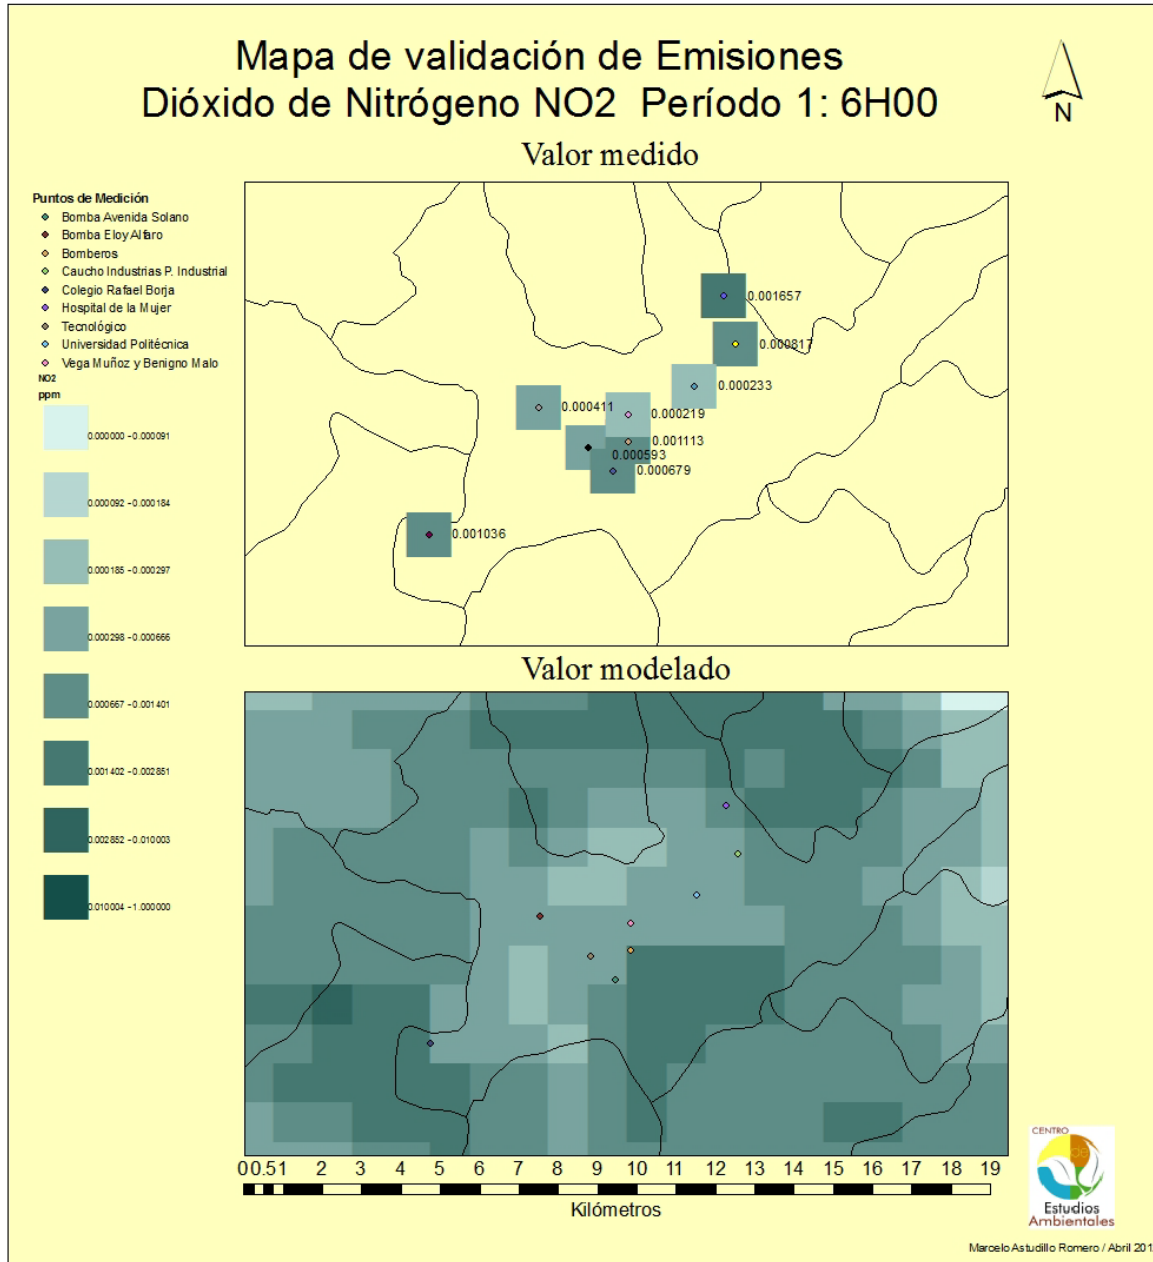 Mapa de validación de Emisiones
Dióxido de Nitrógeno NO2 Período 1: 6H00
N
Valor medido
Puntos de Medición
Bomba Avenida Solano
Bomba Eloy Alfaro
Bomberos
Caucho Industrias P. Industrial
Colegio Rafael Borja
Hospital de la Mujer
Tecnológico
Universidad Politécnica
Vega Muñoz y Benigno Malo
NO2
ppm
0.000000 - 0.000091
0.000092 - 0.000184
0.000185 - 0.000297
0.000298 - 0.000666
0.000667 - 0.001401
0.001402 - 0.002851
0.002852 - 0.010003
0.010004 - 1.000000
0.001657
0.000817
0.000233
0.000411
0.000219
0.001113
0.000593
0.000679
0.001036
Valor modelado
0 0.5 1 2 3 4 5 6 7 8 9 10 11 12 13 14 15 16 17 18 19
Kilómetros
CENTRO
Estudios
Ambientales
Marcelo Astudillo Romero / Abril 201